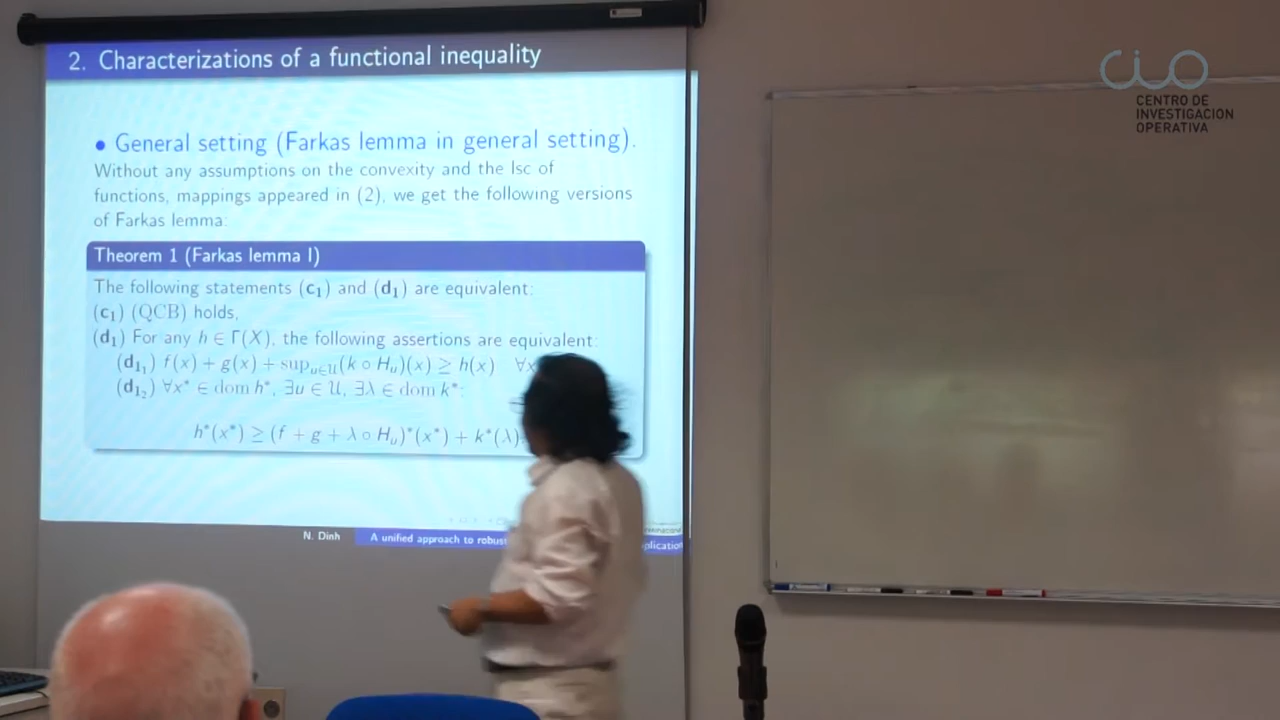 2. Characterizations of a functional inequality
• General setting (Farkas lemma in general setting).
Without any assumptions on the convexity and the lsc of
functions, mappings appeared in (2), we get the following versions
of Farkas lemma:
Theorem 1 (Farkas lemma I)
The following statements (c₁) and (d₁) are equivalent:
(c₁) (QCB) holds,
(d₁) For any h ∈ Γ(X), the following assertions are equivalent:
(d₁₁) f(x) + g(x) + sup_{u∈𝒰}(k ∘ H_u)(x) ≥ h(x) ∀x
(d₁₂) ∀x* ∈ dom h*, ∃u ∈ 𝒰, ∃λ ∈ dom k*:
h*(x*) ≥ (f + g + λ ∘ H_u)*(x*) + k*(λ)
N. Dinh
A unified approach to robust
plication
CIO
CENTRO DE
INVESTIGACION
OPERATIVA